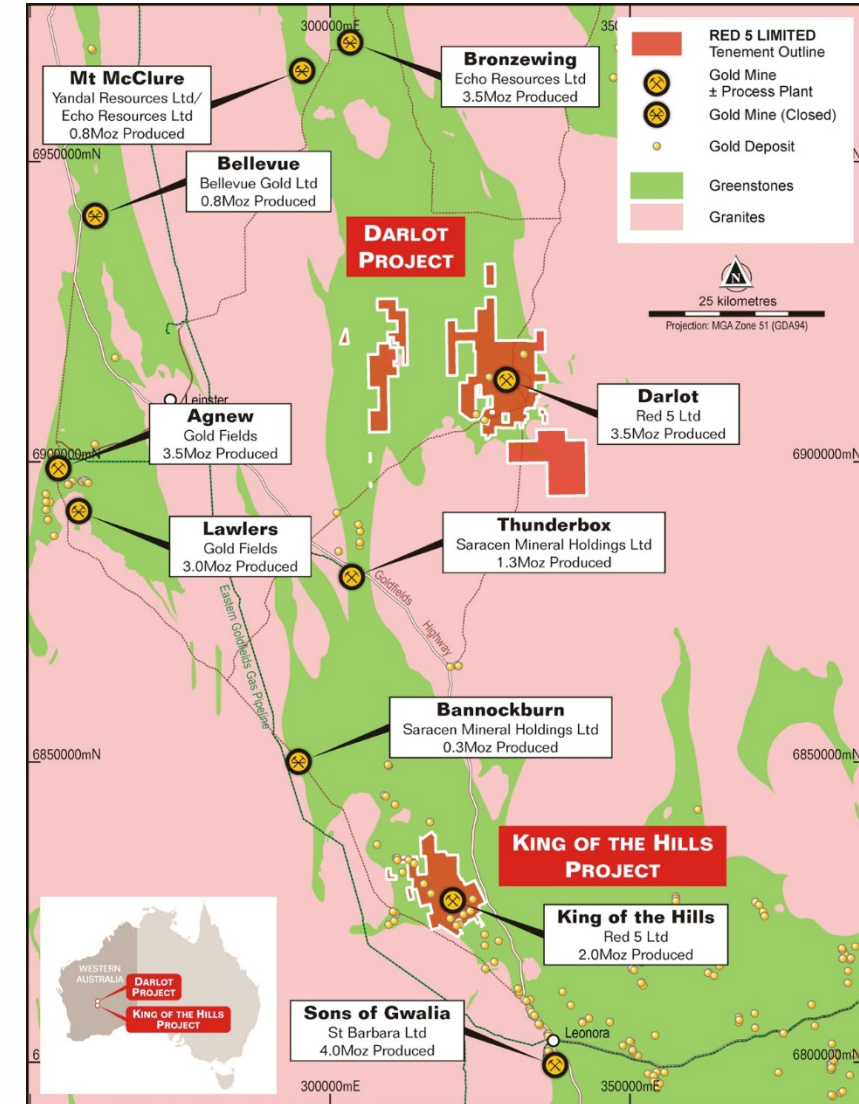 300000mE
350
RED 5 LIMITED
Tenement Outline
Gold Mine
± Process Plant
Gold Mine (Closed)
Gold Deposit
Greenstones
Granites
Bronzewing
Echo Resources Ltd
3.5Moz Produced
Mt McClure
Yandal Resources Ltd/
Echo Resources Ltd
0.8Moz Produced
6950000mN
N
Bellevue
Bellevue Gold Ltd
0.8Moz Produced
DARLOT
PROJECT
N
25 kilometres
Projection: MGA Zone 51 (GDA94)
Leinster
Darlot
Red 5 Ltd
3.5Moz Produced
Agnew
Gold Fields
3.5Moz Produced
6900000mN
6900000mN
Lawlers
Gold Fields
3.0Moz Produced
Thunderbox
Saracen Mineral Holdings Ltd
1.3Moz Produced
Goldfields
Highway
Eastern Goldfields Gas Pipeline
Bannockburn
Saracen Mineral Holdings Ltd
0.3Moz Produced
6850000mN
6850000mN
KING OF THE HILLS
PROJECT
King of the Hills
Red 5 Ltd
2.0Moz Produced
WESTERN
AUSTRALIA
DARLOT
PROJECT
KING OF THE HILLS
PROJECT
Sons of Gwalia
St Barbara Ltd
4.0Moz Produced
Leonora
6
6800000mN
300000mE
350000mE